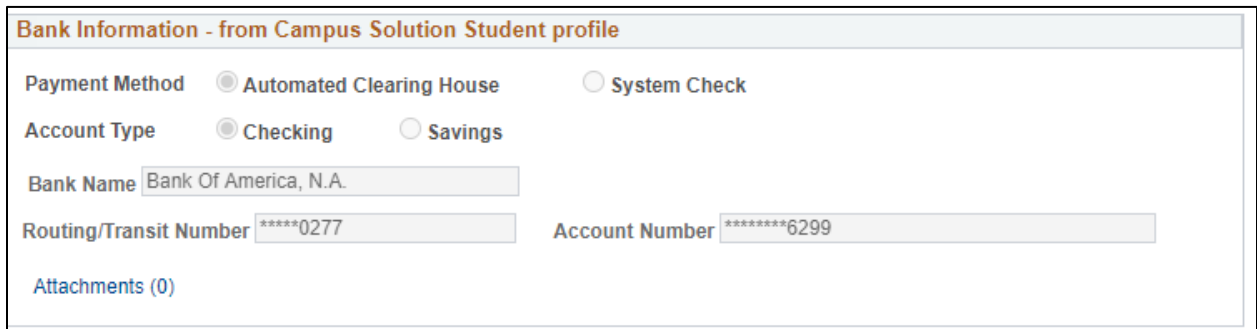 Bank Information - from Campus Solution Student profile
Payment Method Automated Clearing House System Check
Account Type Checking Savings
Bank Name Bank Of America, N.A.
Routing/Transit Number *****0277 Account Number ********6299
Attachments (0)